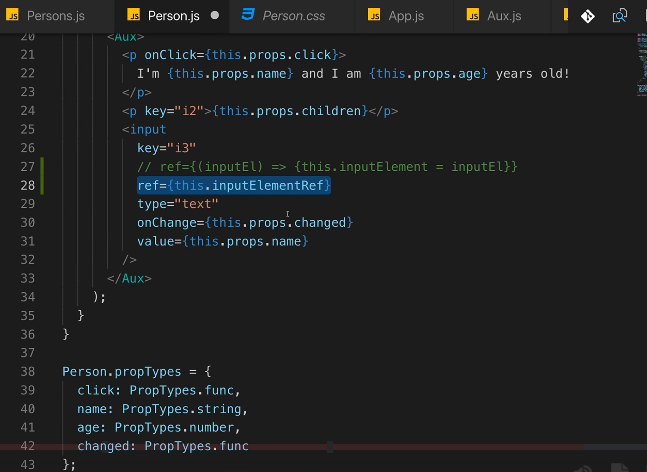 Persons.js
JS Person.js
Person.css
JS App.js
JS Aux.js
JS
20 <Aux>
21 <p onClick={this.props.click}>
22 I'm {this.props.name} and I am {this.props.age} years old!
23 </p>
24 <p key="i2">{this.props.children}</p>
25 <input
26 key="i3"
27 // ref={(inputEl) => {this.inputElement = inputEl}}
28 ref={this.inputElementRef}
29 type="text"
30 onChange={this.props.changed}
31 value={this.props.name}
32 />
33 </Aux>
34 );
35 }
36 }
37
38 Person.propTypes = {
39 click: PropTypes.func,
40 name: PropTypes.string,
41 age: PropTypes.number,
42 changed: PropTypes.func
43 };